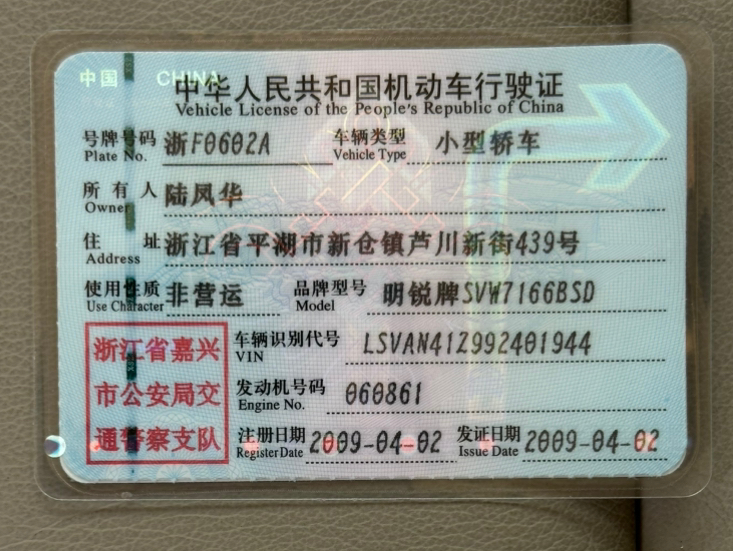 中国 CHINA
中华人民共和国机动车行驶证
Vehicle License of the People's Republic of China
号牌号码 浙F0602A 车辆类型 小型轿车
Plate No. Vehicle Type
所有人 陆凤华
Owner
住址 浙江省平湖市新仓镇芦川新街439号
Address
使用性质 非营运 品牌型号 明锐牌SVW7166BSD
Use Character Model
浙江省嘉兴 车辆识别代号 LSVAN41Z992401944
VIN
市公安局交 发动机号码 060861
Engine No.
通警察支队 注册日期 2009-04-02 发证日期 2009-04-02
Register Date Issue Date